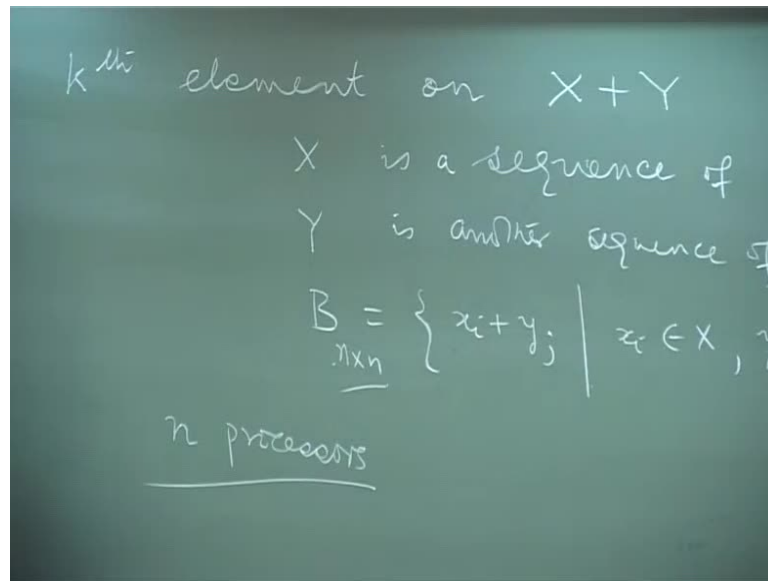 kth element on X + Y
X is a sequence of
Y is another sequence of
B = { xi + yj | xi ∈ X ,
n×n
n processors